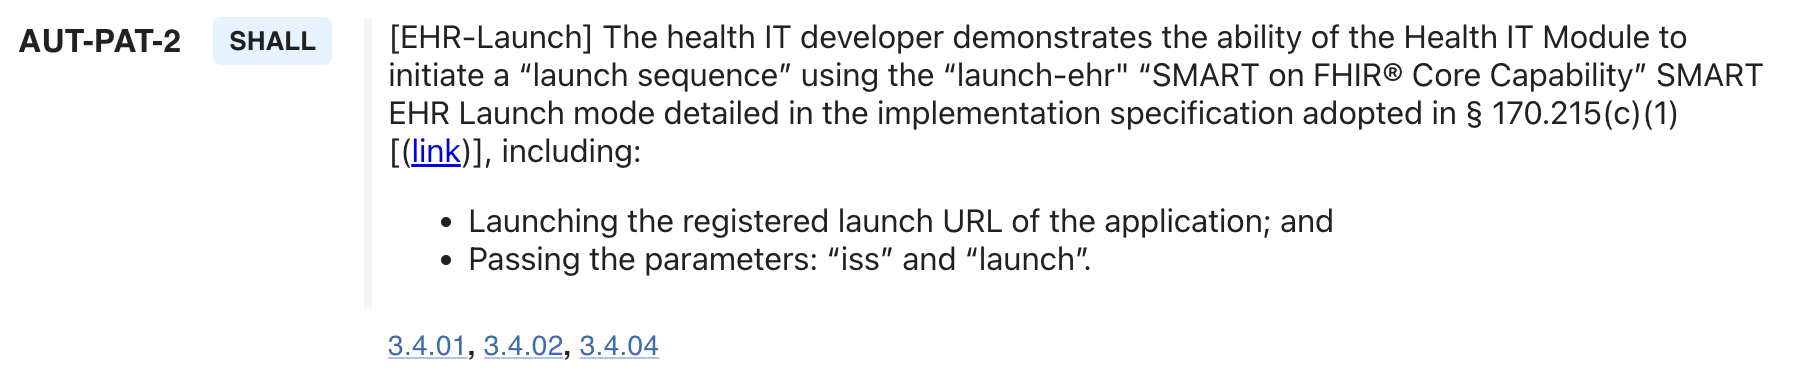 AUT-PAT-2 SHALL [EHR-Launch] The health IT developer demonstrates the ability of the Health IT Module to
initiate a “launch sequence” using the “launch-ehr" “SMART on FHIR® Core Capability” SMART
EHR Launch mode detailed in the implementation specification adopted in § 170.215(c)(1)
[(link)], including:
• Launching the registered launch URL of the application; and
• Passing the parameters: “iss” and “launch”.
3.4.01, 3.4.02, 3.4.04